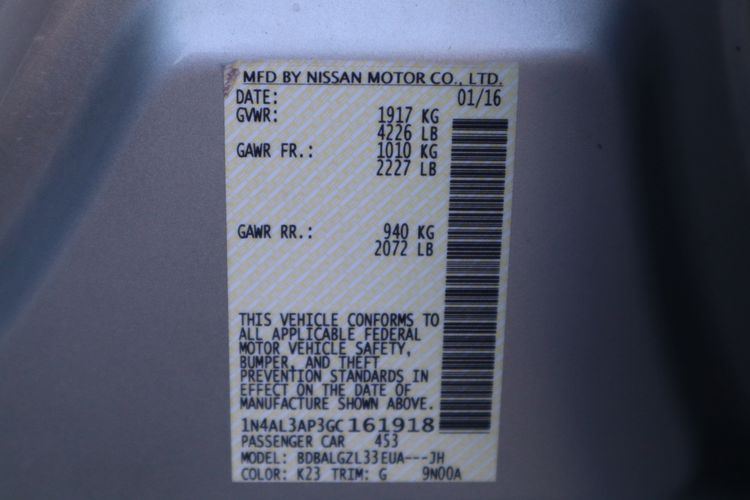 MFD BY NISSAN MOTOR CO., LTD.
DATE: 01/16
GVWR: 1917 KG
4226 LB
GAWR FR.: 1010 KG
2227 LB
GAWR RR.: 940 KG
2072 LB
THIS VEHICLE CONFORMS TO
ALL APPLICABLE FEDERAL
MOTOR VEHICLE SAFETY,
BUMPER, AND THEFT
PREVENTION STANDARDS IN
EFFECT ON THE DATE OF
MANUFACTURE SHOWN ABOVE.
1N4AL3AP3GC161918
PASSENGER CAR 453
MODEL: BDBALGZL33EUA---JH
COLOR: K23 TRIM: G 9N00A